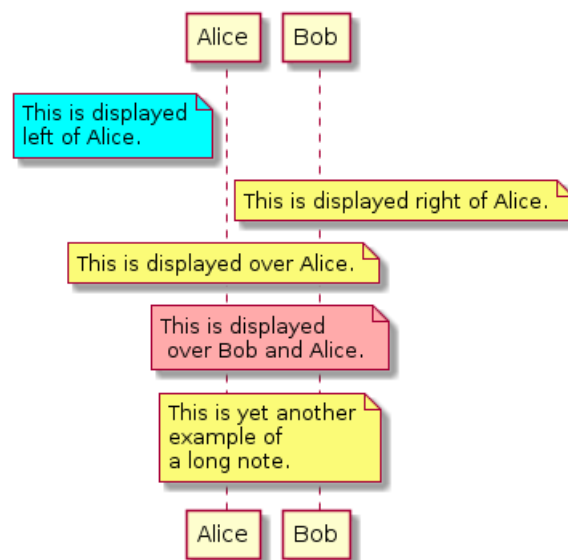 Alice Bob
This is displayed
left of Alice.
This is displayed right of Alice.
This is displayed over Alice.
This is displayed
over Bob and Alice.
This is yet another
example of
a long note.
Alice Bob